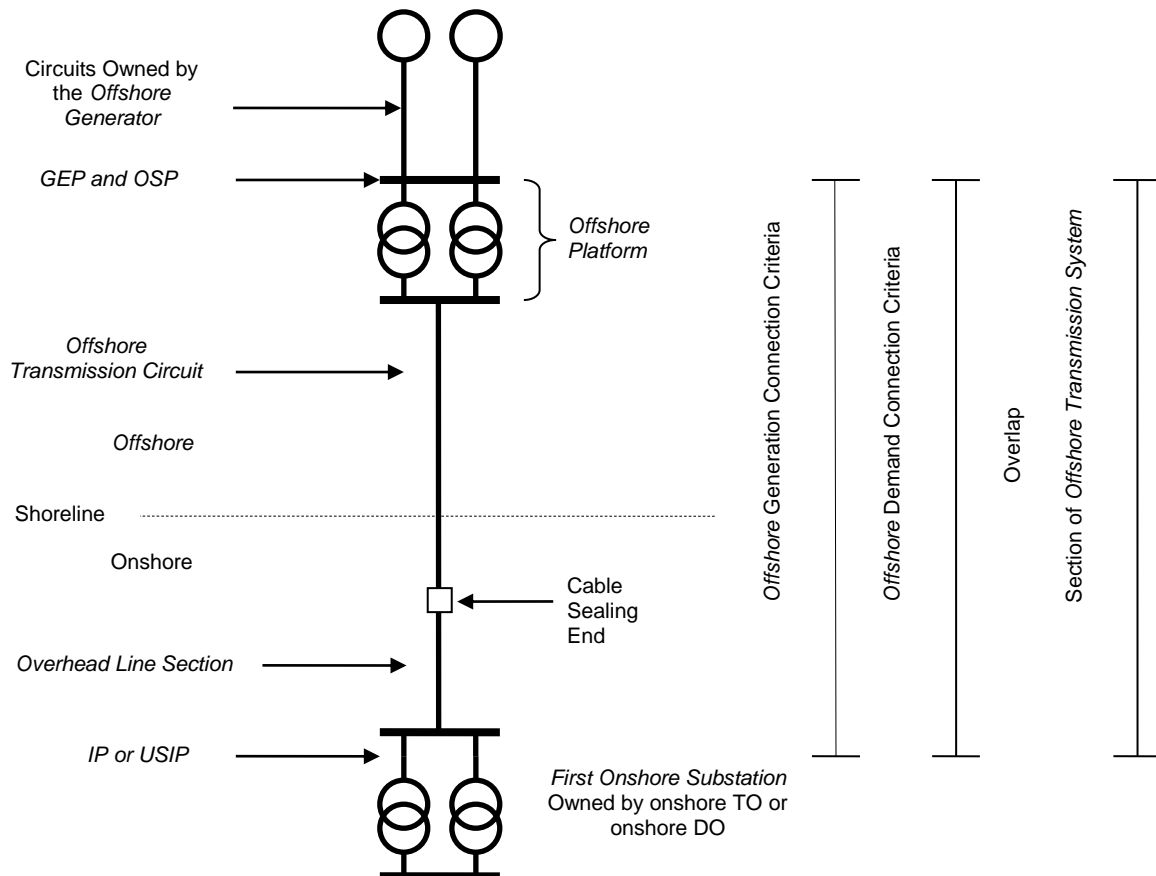 Circuits Owned by
the Offshore
Generator
GEP and OSP
Offshore
Platform
Offshore
Transmission Circuit
Offshore
Shoreline
Onshore
Cable
Sealing
End
Overhead Line Section
IP or USIP
First Onshore Substation
Owned by onshore TO or
onshore DO
Offshore Generation Connection Criteria
Offshore Demand Connection Criteria
Overlap
Section of Offshore Transmission System